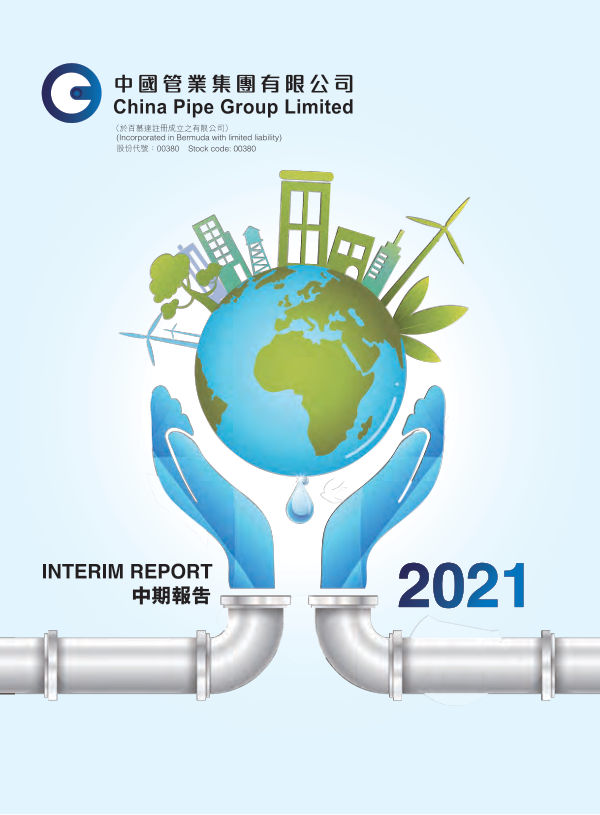 中國管業集團有限公司
China Pipe Group Limited
（於百慕達註冊成立之有限公司）
(Incorporated in Bermuda with limited liability)
股份代號：00380 Stock code: 00380
INTERIM REPORT
中期報告
2021